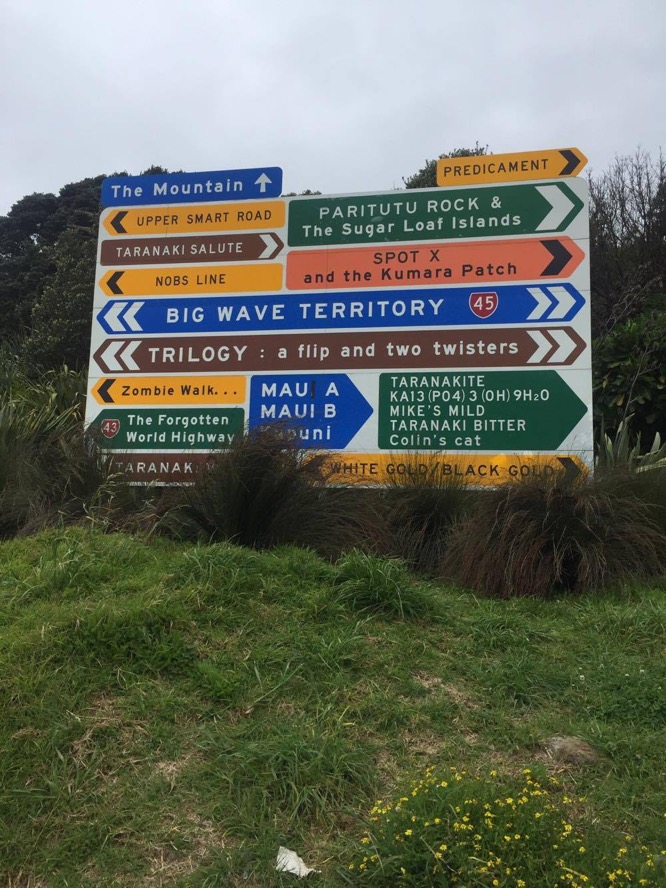 PREDICAMENT
The Mountain ↑
UPPER SMART ROAD
PARITUTU ROCK &
The Sugar Loaf Islands
TARANAKI SALUTE
SPOT X
and the Kumara Patch
NOBS LINE
BIG WAVE TERRITORY 45
TRILOGY : a flip and two twisters
Zombie Walk...
MAUI A
MAUI B
TARANAKITE
KA13 (PO4) 3 (OH) 9H₂O
MIKE'S MILD
TARANAKI BITTER
Colin's cat
43 The Forgotten
World Highway
WHITE GOLD/BLACK GOLD